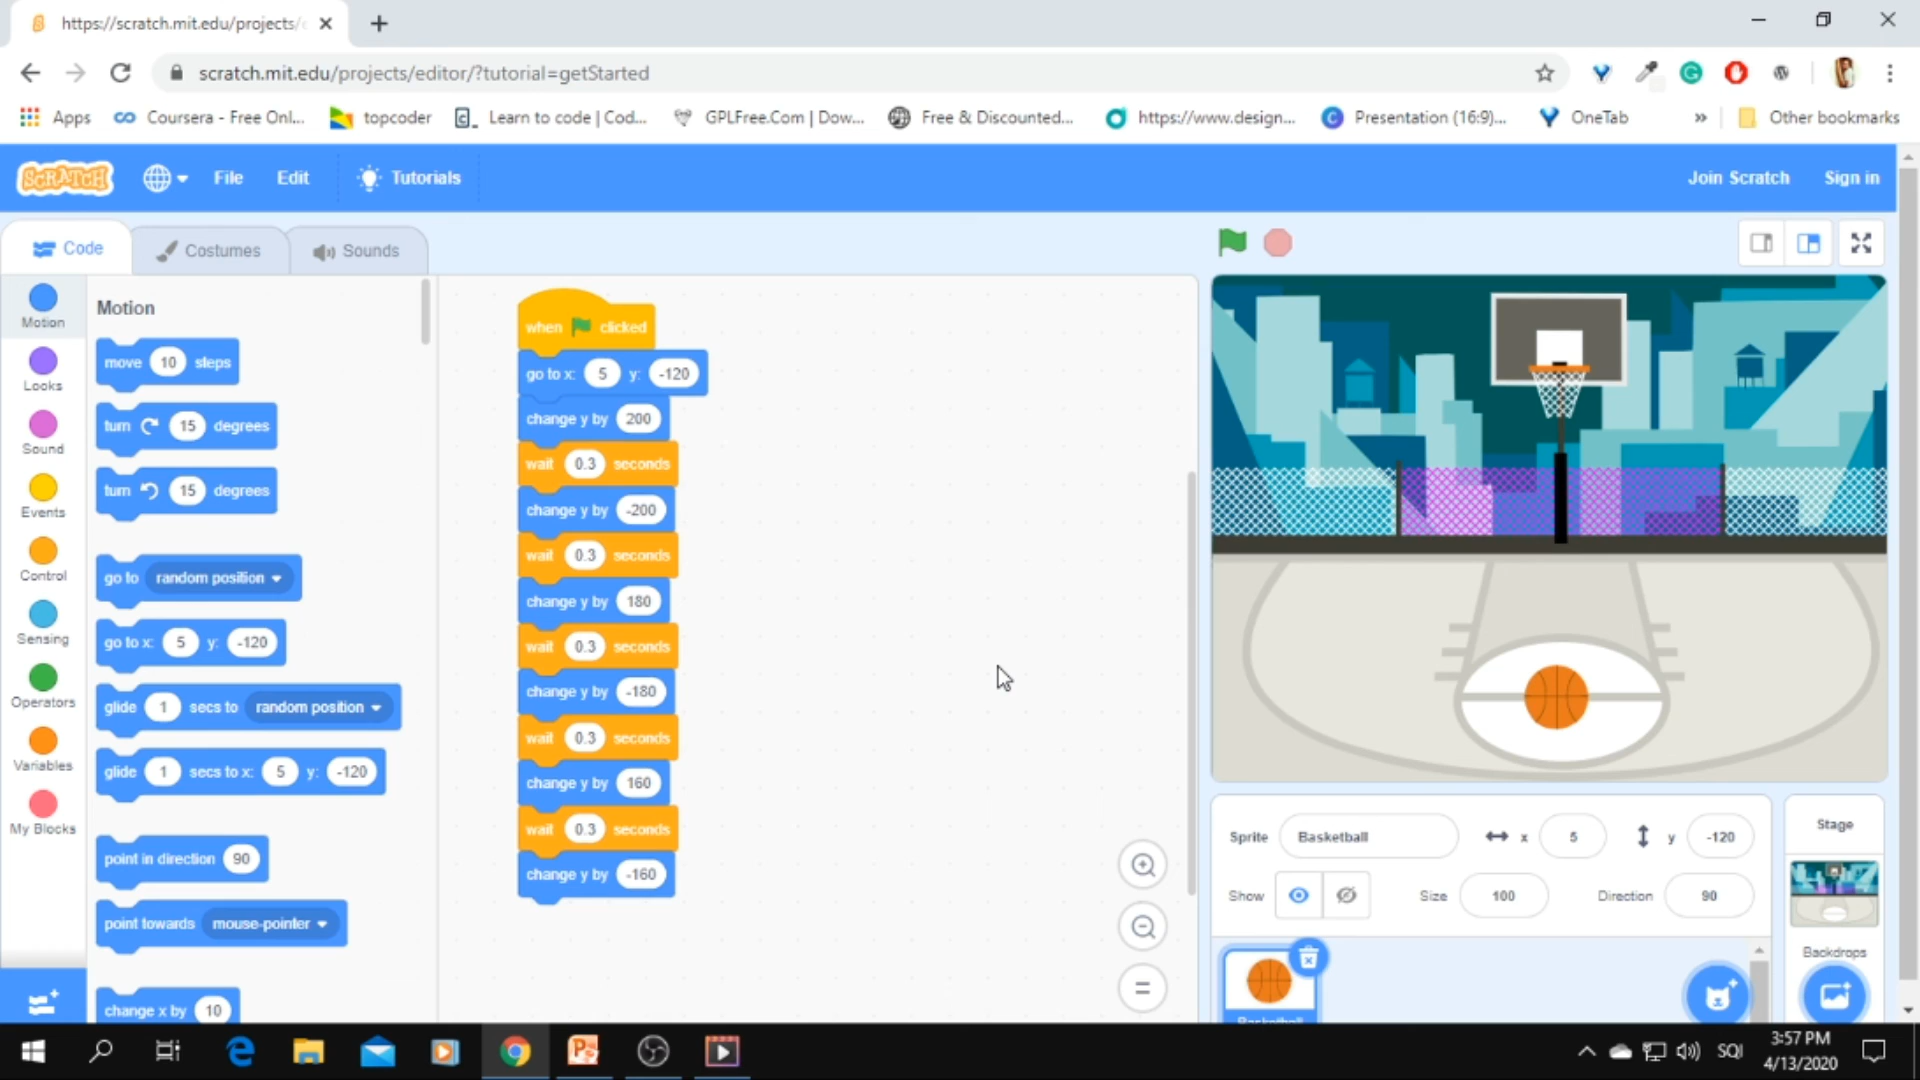 https://scratch.mit.edu/projects/e
scratch.mit.edu/projects/editor/?tutorial=getStarted
Apps
Coursera - Free Onl...
topcoder
Learn to code | Cod...
GPLFree.Com | Dow...
Free & Discounted...
https://www.design...
Presentation (16:9)...
OneTab
»
Other bookmarks
SCRATCH
File
Edit
Tutorials
Join Scratch
Sign in
Code
Costumes
Sounds
Motion
Looks
Sound
Events
Control
Sensing
Operators
Variables
My Blocks
Motion
move 10 steps
turn 15 degrees
turn 15 degrees
go to random position
go to x: 5 y: -120
glide 1 secs to random position
glide 1 secs to x: 5 y: -120
point in direction 90
point towards mouse-pointer
change x by 10
when clicked
go to x: 5 y: -120
change y by 200
wait 0.3 seconds
change y by -200
wait 0.3 seconds
change y by 180
wait 0.3 seconds
change y by -180
wait 0.3 seconds
change y by 160
wait 0.3 seconds
change y by -160
Sprite Basketball x 5 y -120
Show Size 100 Direction 90
Basketball
Stage
Backdrops
SQI
3:57 PM
4/13/2020